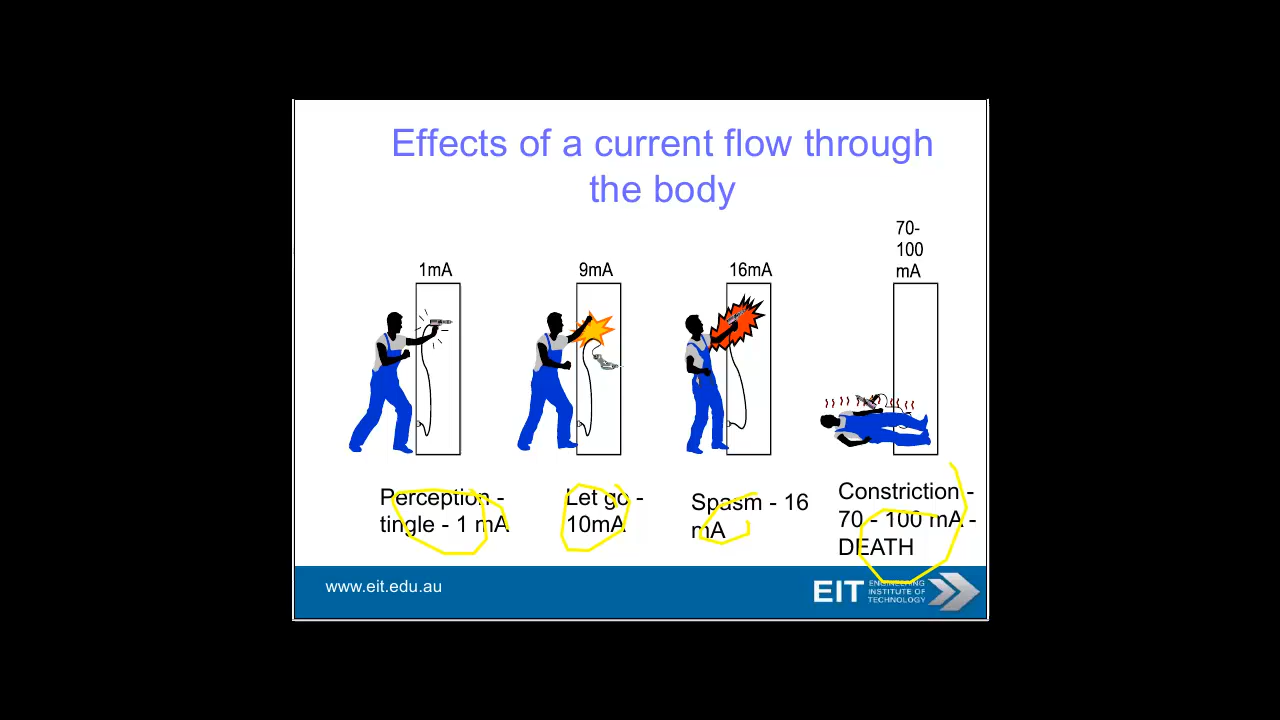 Effects of a current flow through
the body
1mA
9mA
16mA
70-
100
mA
Perception -
tingle - 1 mA
Let go -
10mA
Spasm - 16
mA
Constriction -
70 - 100 mA -
DEATH
www.eit.edu.au
EIT
ENGINEERING
INSTITUTE OF
TECHNOLOGY